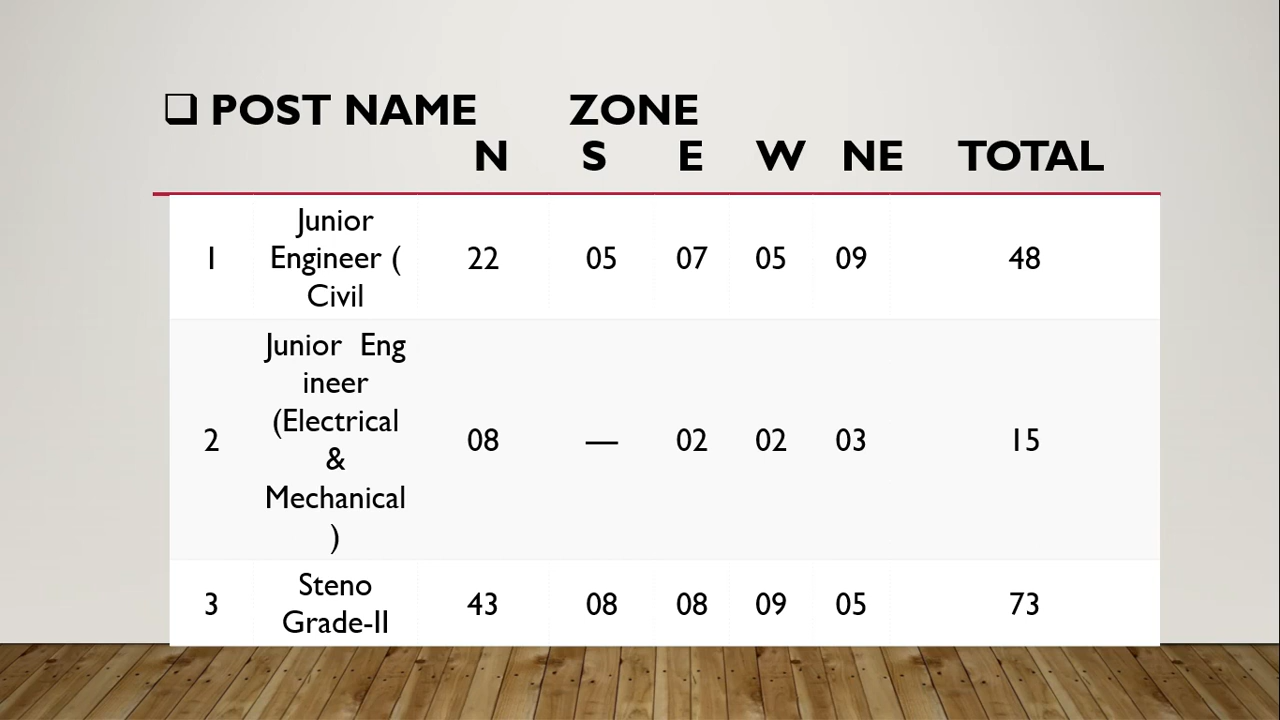 ❑ POST NAME ZONE
N S E W NE TOTAL
1 Junior Engineer ( Civil 22 05 07 05 09 48
2 Junior Eng ineer (Electrical & Mechanical ) 08 — 02 02 03 15
3 Steno Grade-II 43 08 08 09 05 73